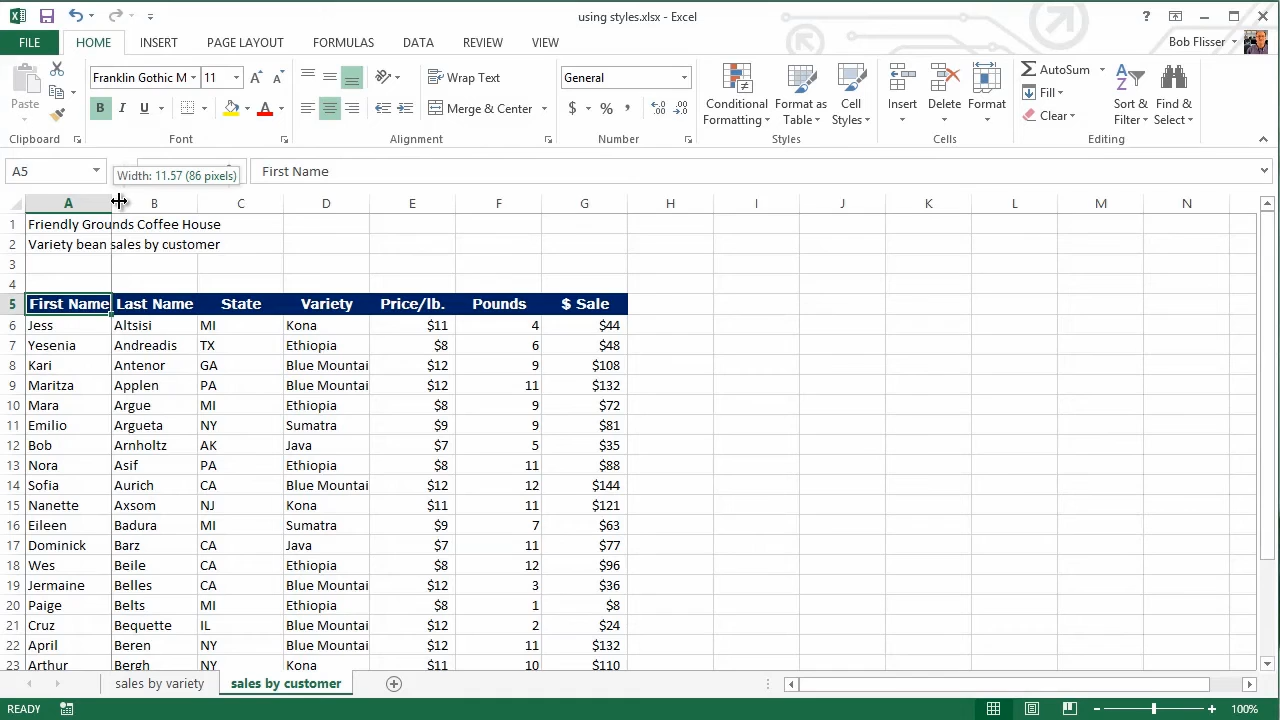 using styles.xlsx - Excel
?
FILE HOME INSERT PAGE LAYOUT FORMULAS DATA REVIEW VIEW Bob Flisser
Paste
Franklin Gothic M 11
B I U A
Wrap Text
Merge & Center
General
$ % ,
Conditional Formatting
Format as Table
Cell Styles
Insert Delete Format
AutoSum
Fill
Clear
Sort & Filter
Find & Select
Clipboard Font Alignment Number Styles Cells Editing
A5 Width: 11.57 (86 pixels) First Name
A B C D E F G H I J K L M N
1 Friendly Grounds Coffee House
2 Variety bean sales by customer
3
4
5 First Name Last Name State Variety Price/lb. Pounds $ Sale
6 Jess Altsisi MI Kona $11 4 $44
7 Yesenia Andreadis TX Ethiopia $8 6 $48
8 Kari Antenor GA Blue Mountai $12 9 $108
9 Maritza Applen PA Blue Mountai $12 11 $132
10 Mara Argue MI Ethiopia $8 9 $72
11 Emilio Argueta NY Sumatra $9 9 $81
12 Bob Arnholtz AK Java $7 5 $35
13 Nora Asif PA Ethiopia $8 11 $88
14 Sofia Aurich CA Blue Mountai $12 12 $144
15 Nanette Axsom NJ Kona $11 11 $121
16 Eileen Badura MI Sumatra $9 7 $63
17 Dominick Barz CA Java $7 11 $77
18 Wes Beile CA Ethiopia $8 12 $96
19 Jermaine Belles CA Blue Mountai $12 3 $36
20 Paige Belts MI Ethiopia $8 1 $8
21 Cruz Bequette IL Blue Mountai $12 2 $24
22 April Beren NY Blue Mountai $12 11 $132
23 Arthur Bergh NY Kona $11 10 $110
sales by variety sales by customer
READY 100%